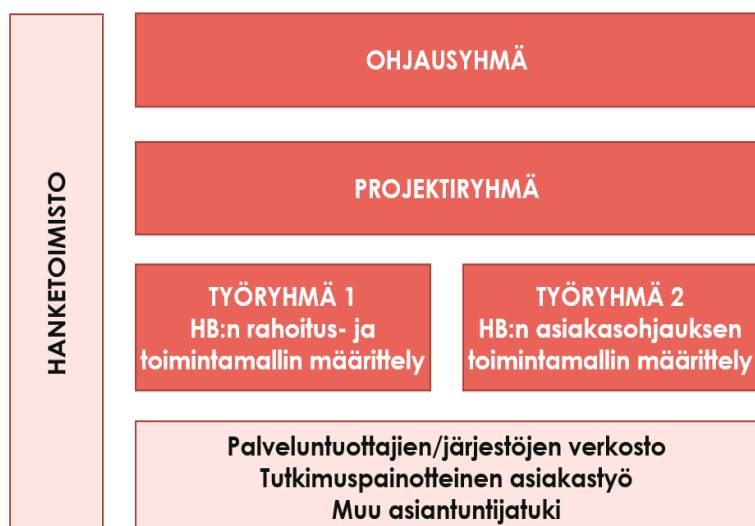 HANKETOIMISTO
OHJAUSYHMÄ
PROJEKTIRYHMÄ
TYÖRYHMÄ 1
HB:n rahoitus- ja
toimintamallin määrittely
TYÖRYHMÄ 2
HB:n asiakasohjauksen
toimintamallin määrittely
Palveluntuottajien/järjestöjen verkosto
Tutkimuspainotteinen asiakastyö
Muu asiantuntijatuki